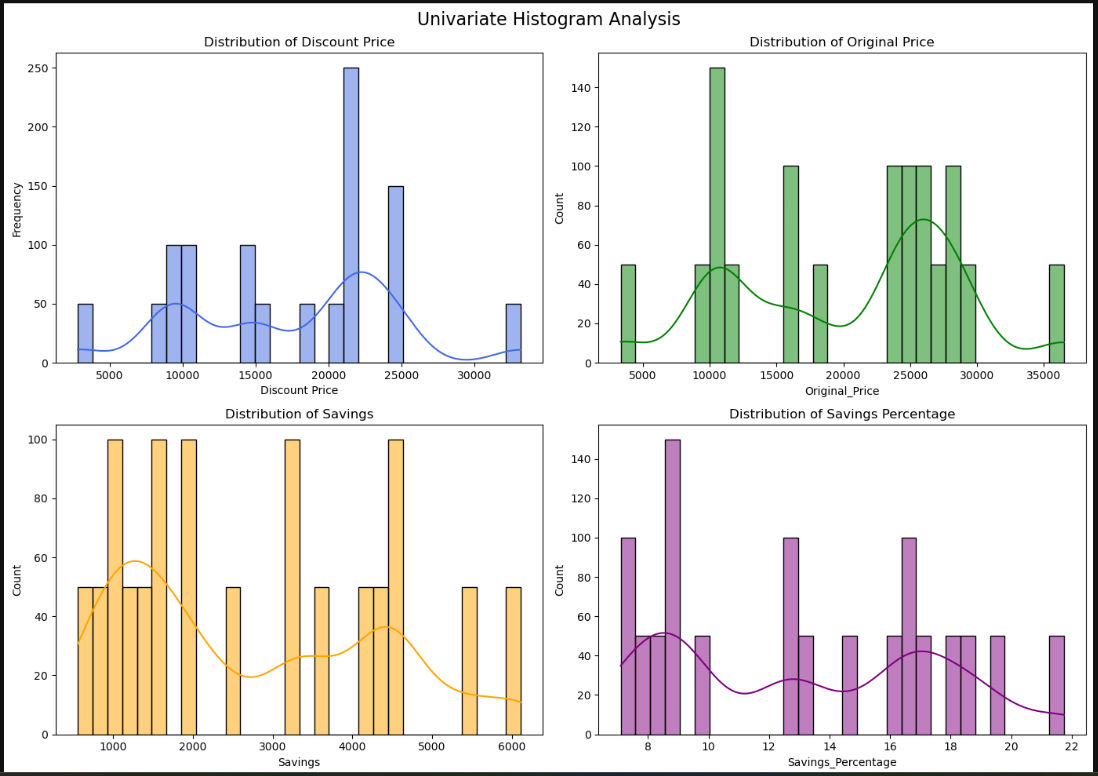 Univariate Histogram Analysis
Distribution of Discount Price
250
200
150
100
50
0
Frequency
5000 10000 15000 20000 25000 30000
Discount Price
Distribution of Original Price
140
120
100
80
60
40
20
0
Count
5000 10000 15000 20000 25000 30000 35000
Original_Price
Distribution of Savings
100
80
60
40
20
0
Count
1000 2000 3000 4000 5000 6000
Savings
Distribution of Savings Percentage
140
120
100
80
60
40
20
0
Count
8 10 12 14 16 18 20 22
Savings_Percentage